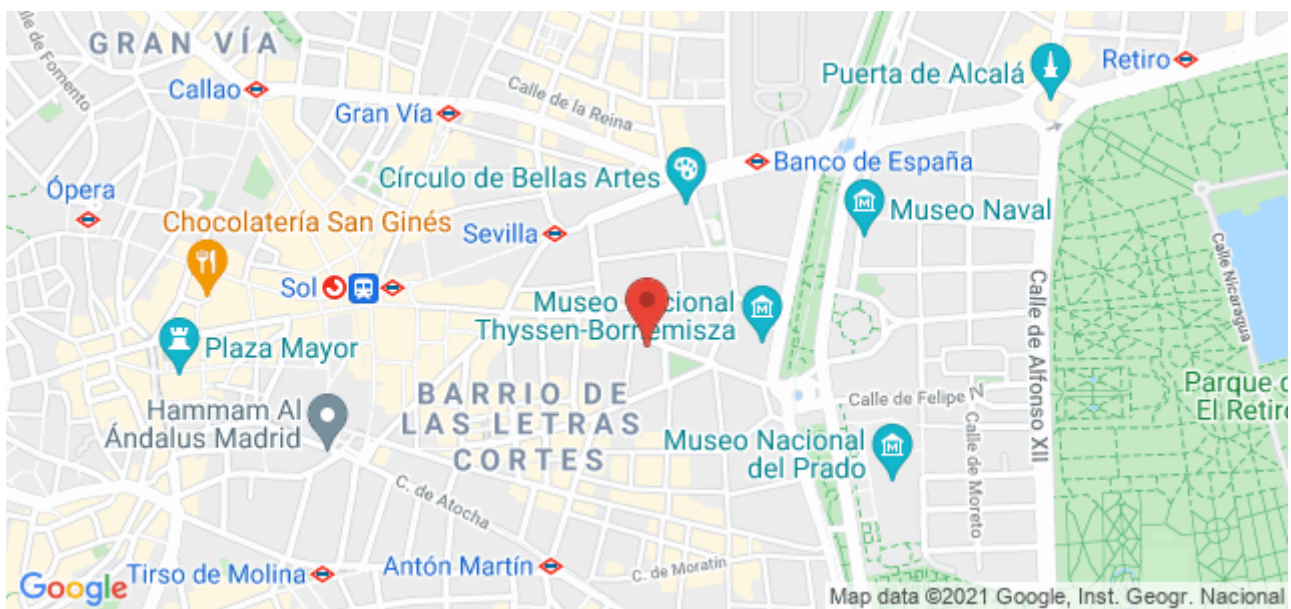 GRAN VÍA
lle de Fomento
Callao
Gran Vía
Calle de la Reina
Puerta de Alcalá
Retiro
Ópera
Círculo de Bellas Artes
Banco de España
Chocolatería San Ginés
Sevilla
Museo Naval
Calle Nicaragua
Sol
Museo
Thyssen-Bornemisza
Calle de Alfonso XII
Plaza Mayor
BARRIO DE
LAS LETRAS
CORTES
Calle de Felipe
Parque
El Retiro
Hammam Al
Ándalus Madrid
Museo Nacional
del Prado
Calle de Moreto
C. de Atocha
Tirso de Molina
Antón Martín
C. de Moratín
Google
Map data ©2021 Google, Inst. Geogr. Nacional